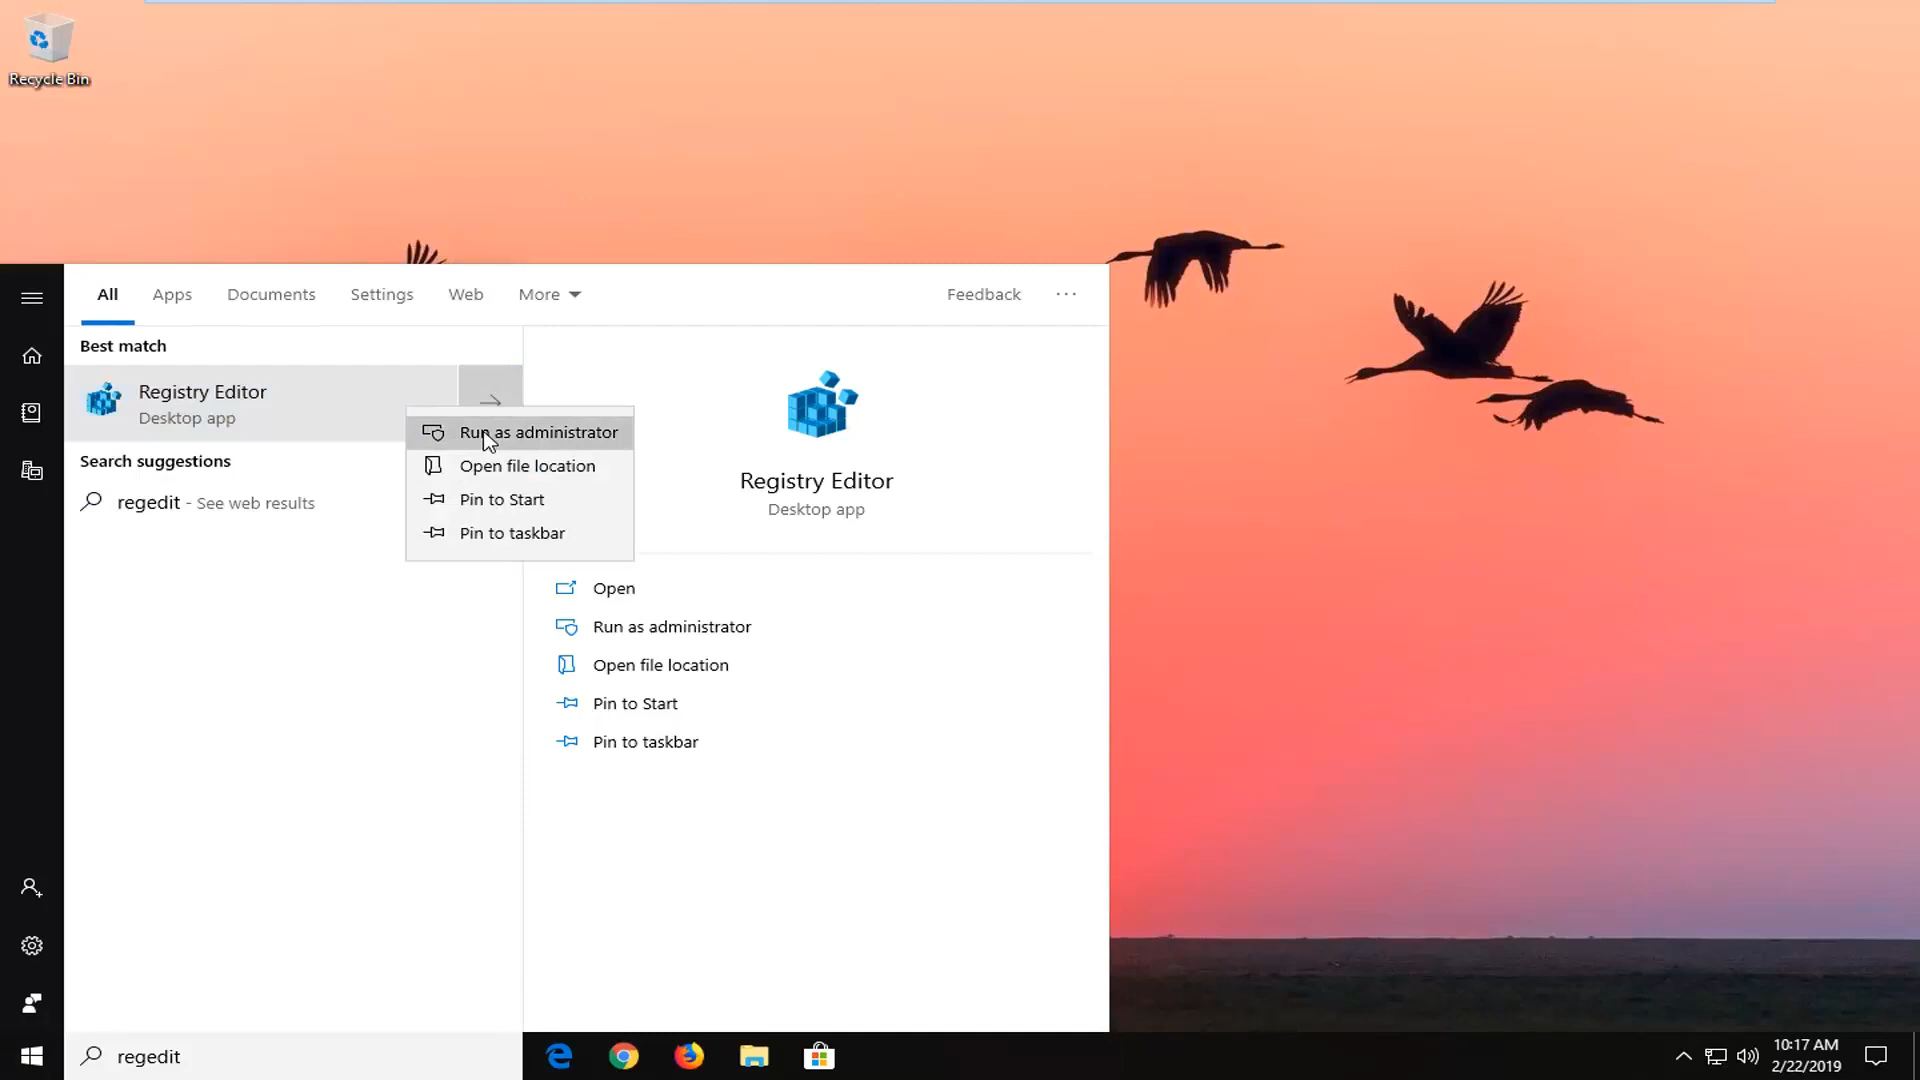 Recycle Bin
All Apps Documents Settings Web More Feedback ...
Best match
Registry Editor
Desktop app
Search suggestions
regedit - See web results
Run as administrator
Open file location
Pin to Start
Pin to taskbar
Registry Editor
Desktop app
Open
Run as administrator
Open file location
Pin to Start
Pin to taskbar
regedit
10:17 AM
2/22/2019